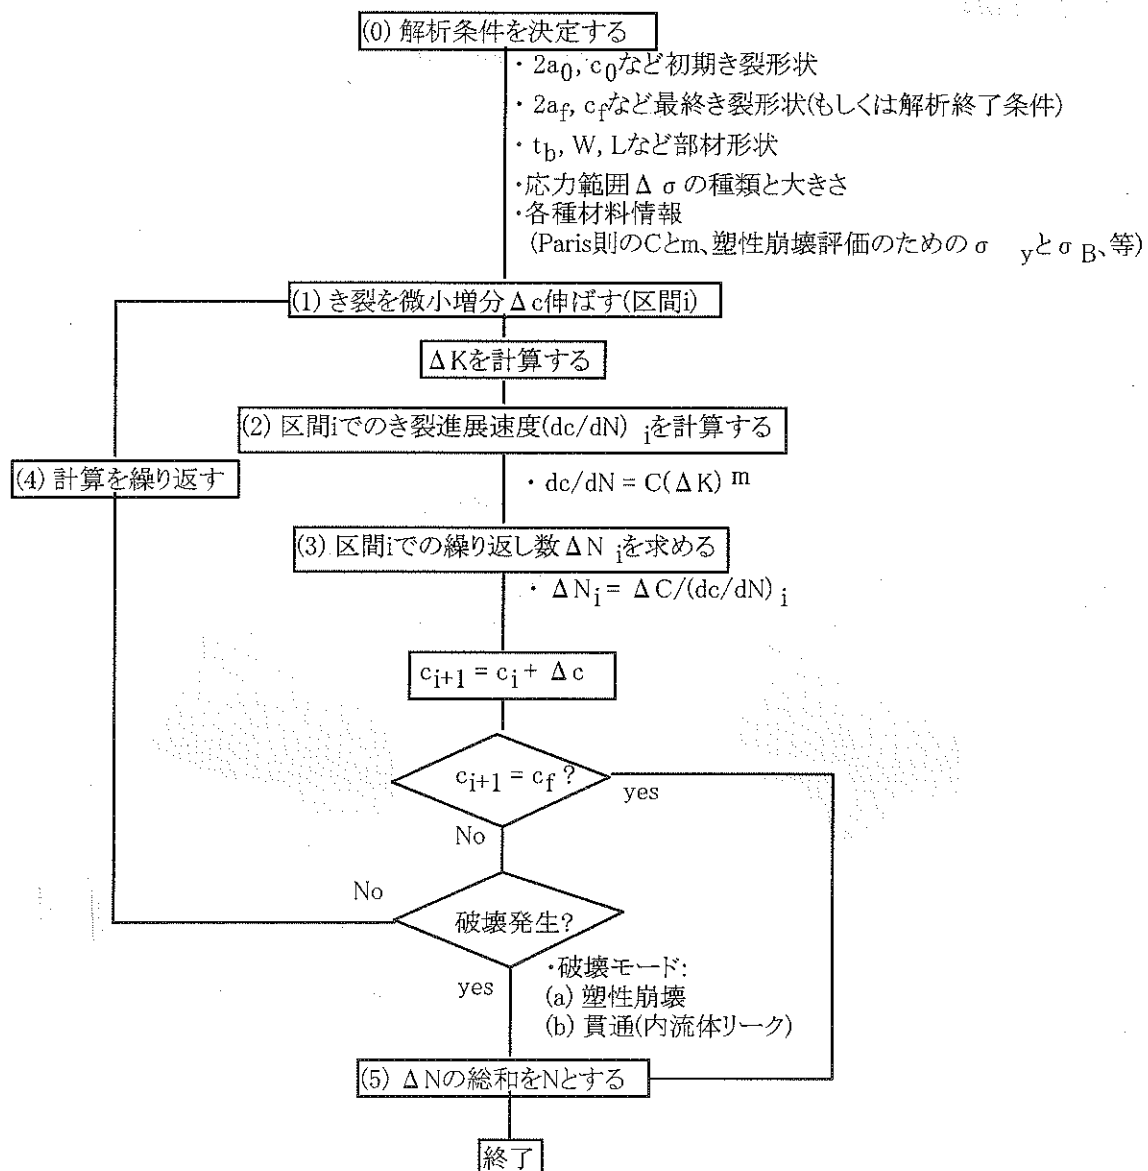 (0) 解析条件を決定する
・2a0, c0など初期き裂形状
・2af, cfなど最終き裂形状(もしくは解析終了条件)
・tb, W, Lなど部材形状
・応力範囲Δσの種類と大きさ
・各種材料情報
(Paris則のCとm、塑性崩壊評価のためのσyとσB、等)
(1) き裂を微小増分Δc伸ばす(区間i)
ΔKを計算する
(2) 区間iでのき裂進展速度(dc/dN) iを計算する
(4) 計算を繰り返す
・dc/dN = C(ΔK) m
(3) 区間iでの繰り返し数ΔN iを求める
・ΔNi = ΔC/(dc/dN) i
ci+1 = ci + Δc
ci+1 = cf ?
yes
No
No
破壊発生?
yes
・破壊モード:
(a) 塑性崩壊
(b) 貫通(内流体リーク)
(5) ΔNの総和をNとする
終了